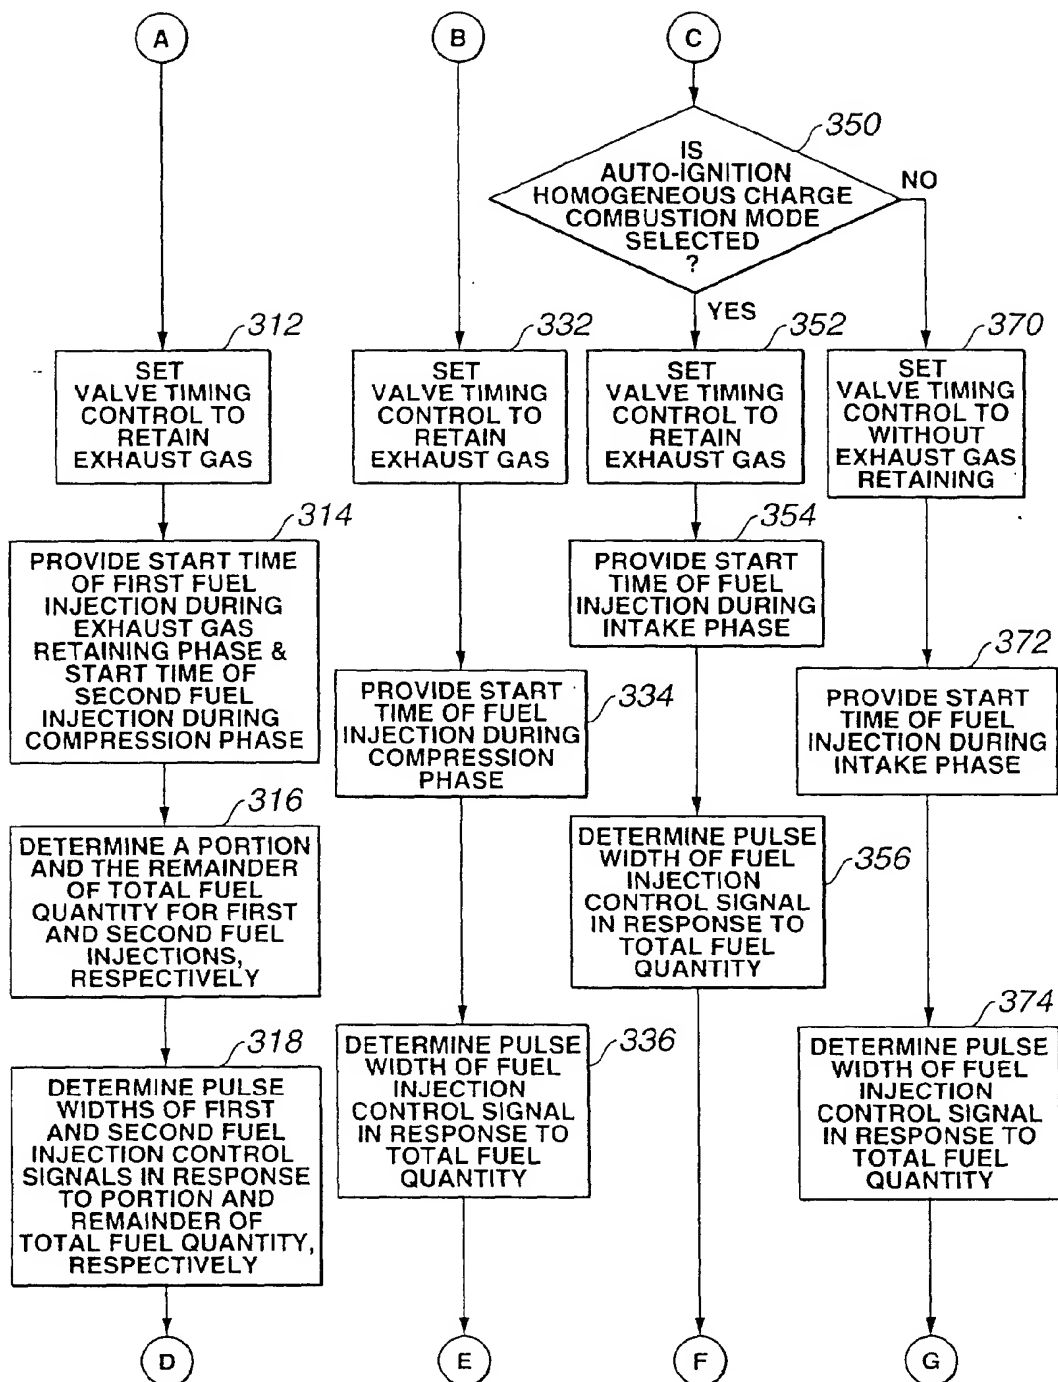 A
B
C
350
IS
AUTO-IGNITION
HOMOGENEOUS CHARGE
COMBUSTION MODE
SELECTED
?
NO
YES
312
SET
VALVE TIMING
CONTROL TO
RETAIN
EXHAUST GAS
332
SET
VALVE TIMING
CONTROL TO
RETAIN
EXHAUST GAS
352
SET
VALVE TIMING
CONTROL TO
RETAIN
EXHAUST GAS
370
SET
VALVE TIMING
CONTROL TO
WITHOUT
EXHAUST GAS
RETAINING
314
PROVIDE START TIME
OF FIRST FUEL
INJECTION DURING
EXHAUST GAS
RETAINING PHASE &
START TIME OF
SECOND FUEL
INJECTION DURING
COMPRESSION PHASE
334
PROVIDE START
TIME OF FUEL
INJECTION DURING
COMPRESSION
PHASE
354
PROVIDE START
TIME OF FUEL
INJECTION DURING
INTAKE PHASE
372
PROVIDE START
TIME OF FUEL
INJECTION DURING
INTAKE PHASE
316
DETERMINE A PORTION
AND THE REMAINDER
OF TOTAL FUEL
QUANTITY FOR FIRST
AND SECOND FUEL
INJECTIONS,
RESPECTIVELY
356
DETERMINE PULSE
WIDTH OF FUEL
INJECTION
CONTROL SIGNAL
IN RESPONSE TO
TOTAL FUEL
QUANTITY
318
DETERMINE PULSE
WIDTHS OF FIRST
AND SECOND FUEL
INJECTION CONTROL
SIGNALS IN RESPONSE
TO PORTION AND
REMAINDER OF
TOTAL FUEL QUANTITY,
RESPECTIVELY
336
DETERMINE PULSE
WIDTH OF FUEL
INJECTION
CONTROL SIGNAL
IN RESPONSE TO
TOTAL FUEL
QUANTITY
374
DETERMINE PULSE
WIDTH OF FUEL
INJECTION
CONTROL SIGNAL
IN RESPONSE TO
TOTAL FUEL
QUANTITY
D
E
F
G